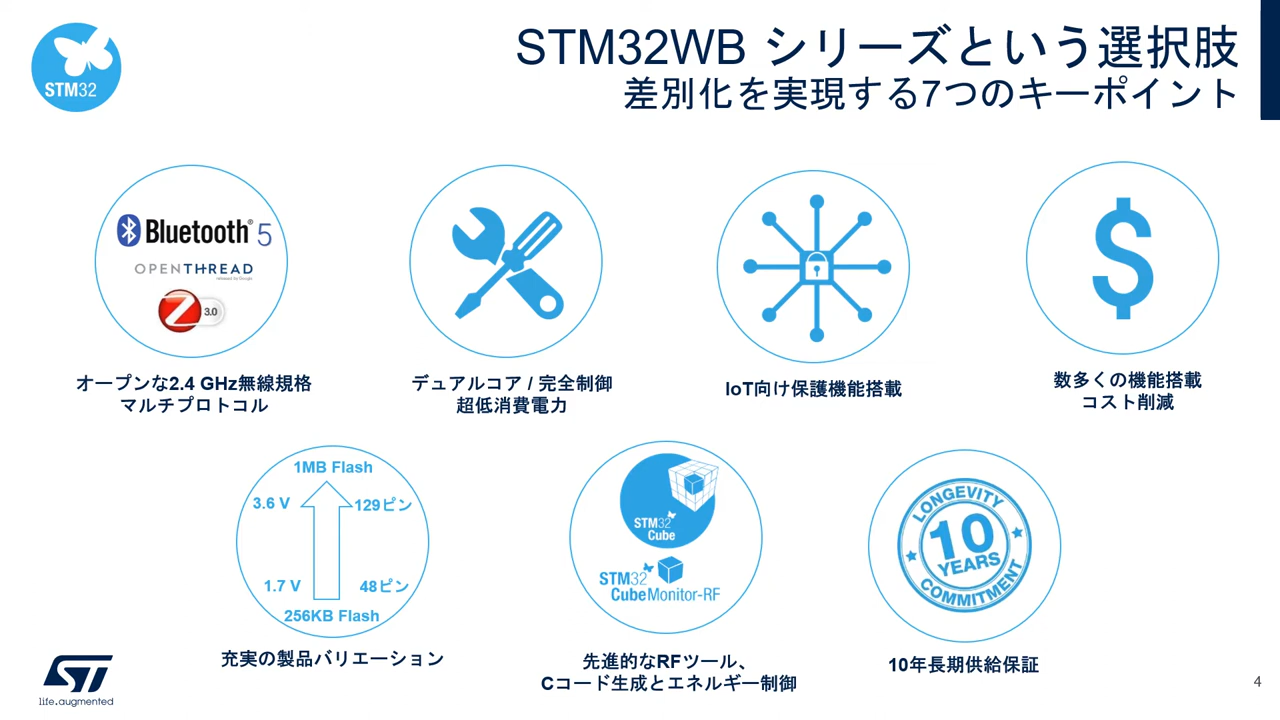 STM32
STM32WB シリーズという選択肢
差別化を実現する7つのキーポイント
Bluetooth® 5
OPENTHREAD
released by Google
Z 3.0
オープンな2.4 GHz無線規格
マルチプロトコル
デュアルコア / 完全制御
超低消費電力
IoT向け保護機能搭載
$
数多くの機能搭載
コスト削減
1MB Flash
3.6 V
129ピン
1.7 V
48ピン
256KB Flash
充実の製品バリエーション
STM32
Cube
STM32
CubeMonitor-RF
先進的なRFツール、
Cコード生成とエネルギー制御
LONGEVITY
10
YEARS
COMMITMENT
10年長期供給保証
ST
life.augmented
4